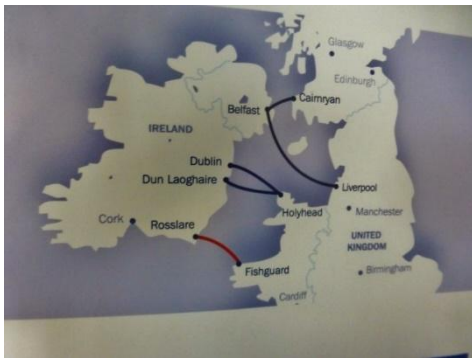 Glasgow
Edinburgh
Cairnryan
Belfast
IRELAND
Dublin
Dun Laoghaire
Liverpool
Holyhead
Manchester
Cork
Rosslare
UNITED
KINGDOM
Fishguard
Birmingham
Cardiff